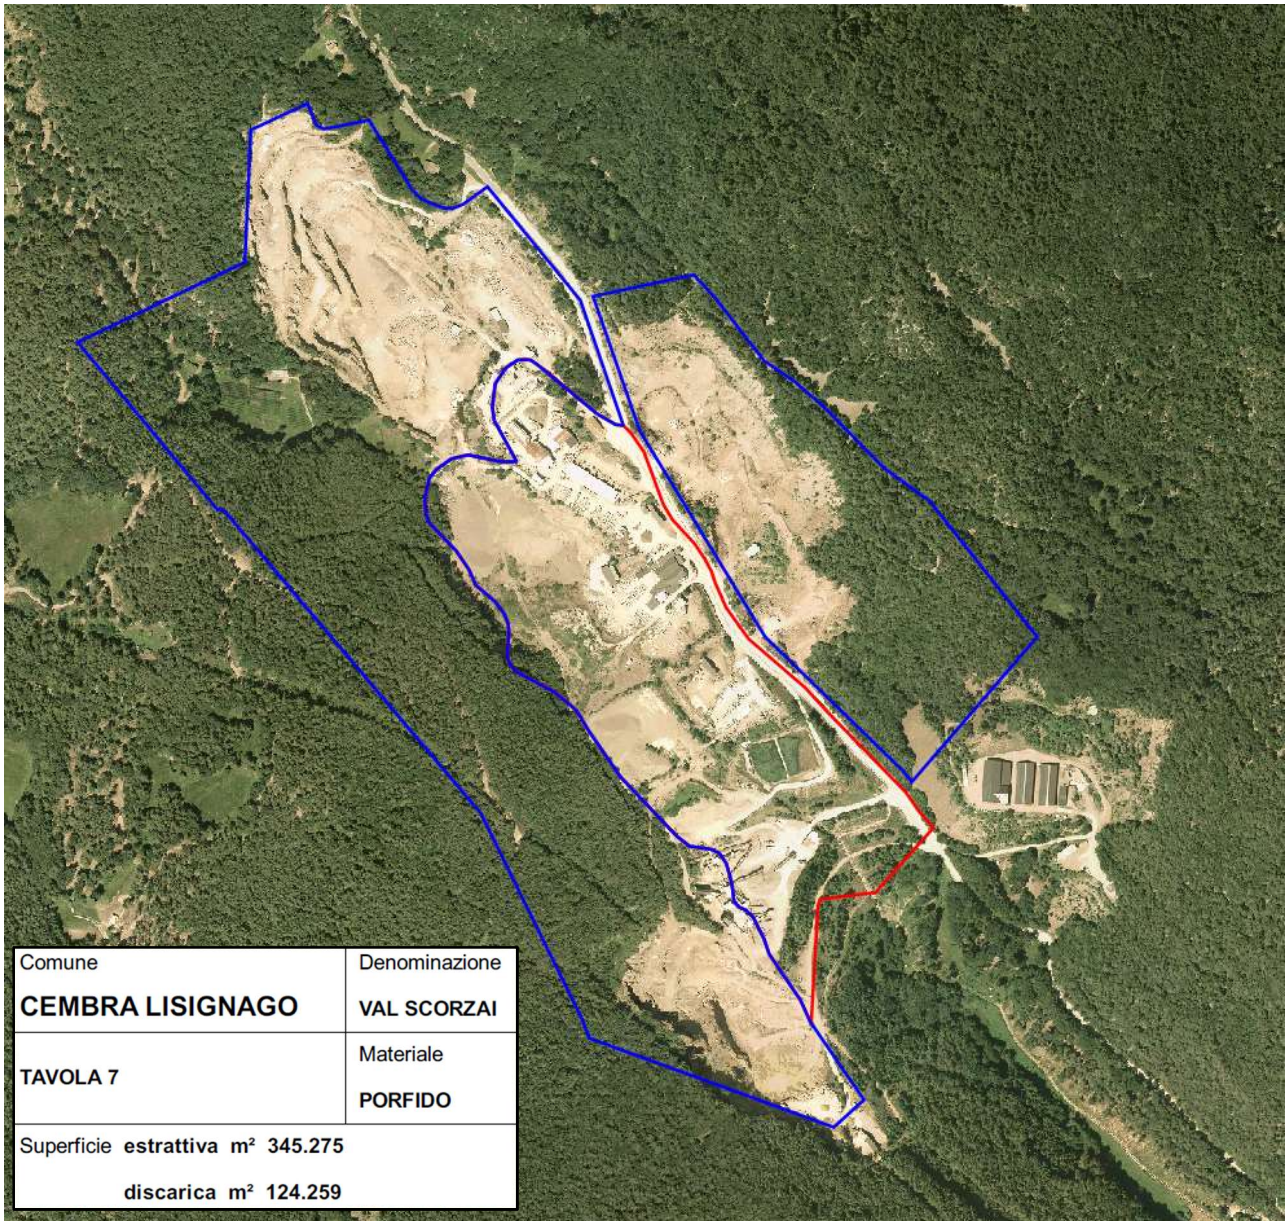 Comune
CEMBRA LISIGNAGO
Denominazione
VAL SCORZAI
TAVOLA 7
Materiale
PORFIDO
Superficie estrattiva m² 345.275
discarica m² 124.259